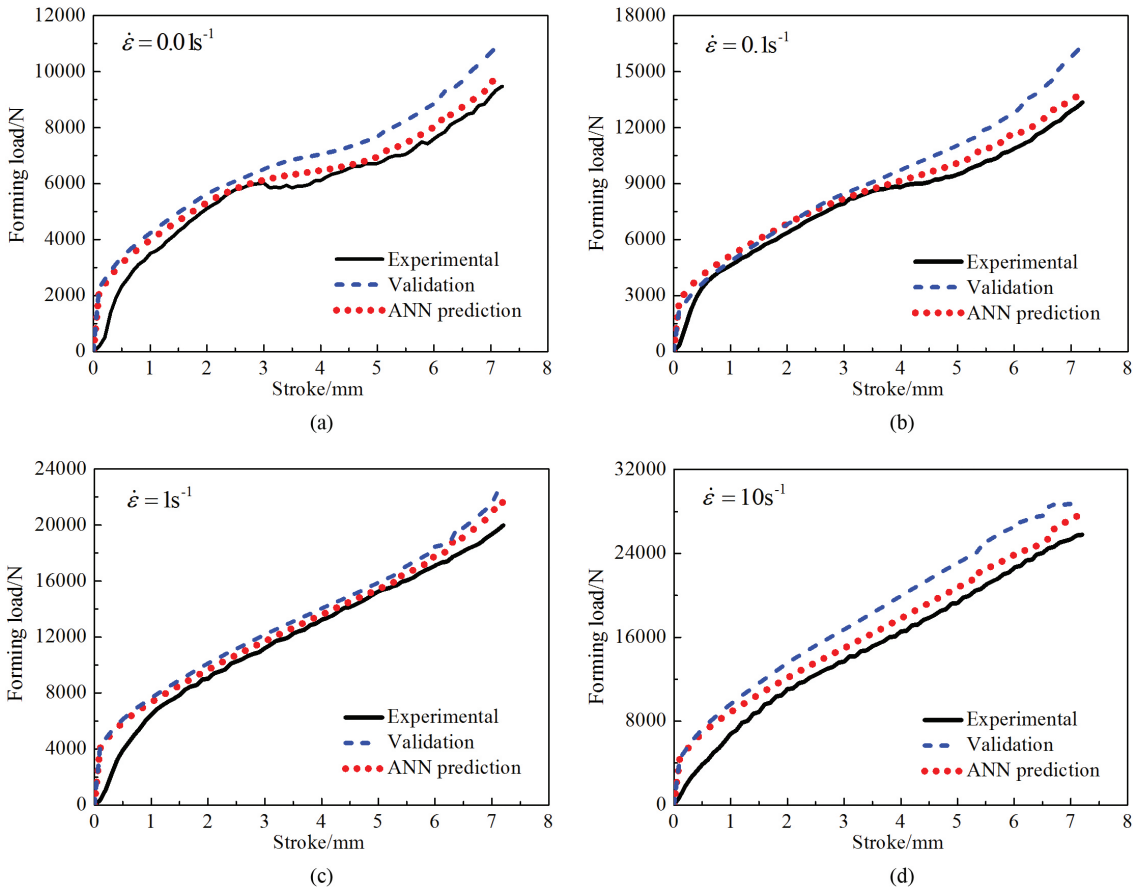 12000
10000
8000
6000
4000
2000
0
Forming load/N
ε̇ = 0.01s⁻¹
Experimental
Validation
ANN prediction
0 1 2 3 4 5 6 7 8
Stroke/mm
(a)
18000
15000
12000
9000
6000
3000
0
Forming load/N
ε̇ = 0.1s⁻¹
Experimental
Validation
ANN prediction
0 1 2 3 4 5 6 7 8
Stroke/mm
(b)
24000
20000
16000
12000
8000
4000
0
Forming load/N
ε̇ = 1s⁻¹
Experimental
Validation
ANN prediction
0 1 2 3 4 5 6 7 8
Stroke/mm
(c)
32000
24000
16000
8000
0
Forming load/N
ε̇ = 10s⁻¹
Experimental
Validation
ANN prediction
0 1 2 3 4 5 6 7 8
Stroke/mm
(d)